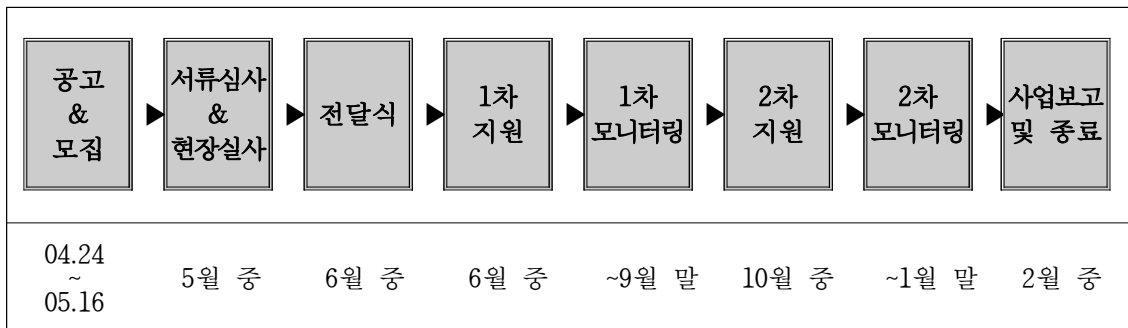 공고
&
모집
▶
서류심사
&
현장실사
▶
전달식
▶
1차
지원
▶
1차
모니터링
▶
2차
지원
▶
2차
모니터링
▶
사업보고
및 종료
04.24
~
05.16
5월 중
6월 중
6월 중
~9월 말
10월 중
~1월 말
2월 중